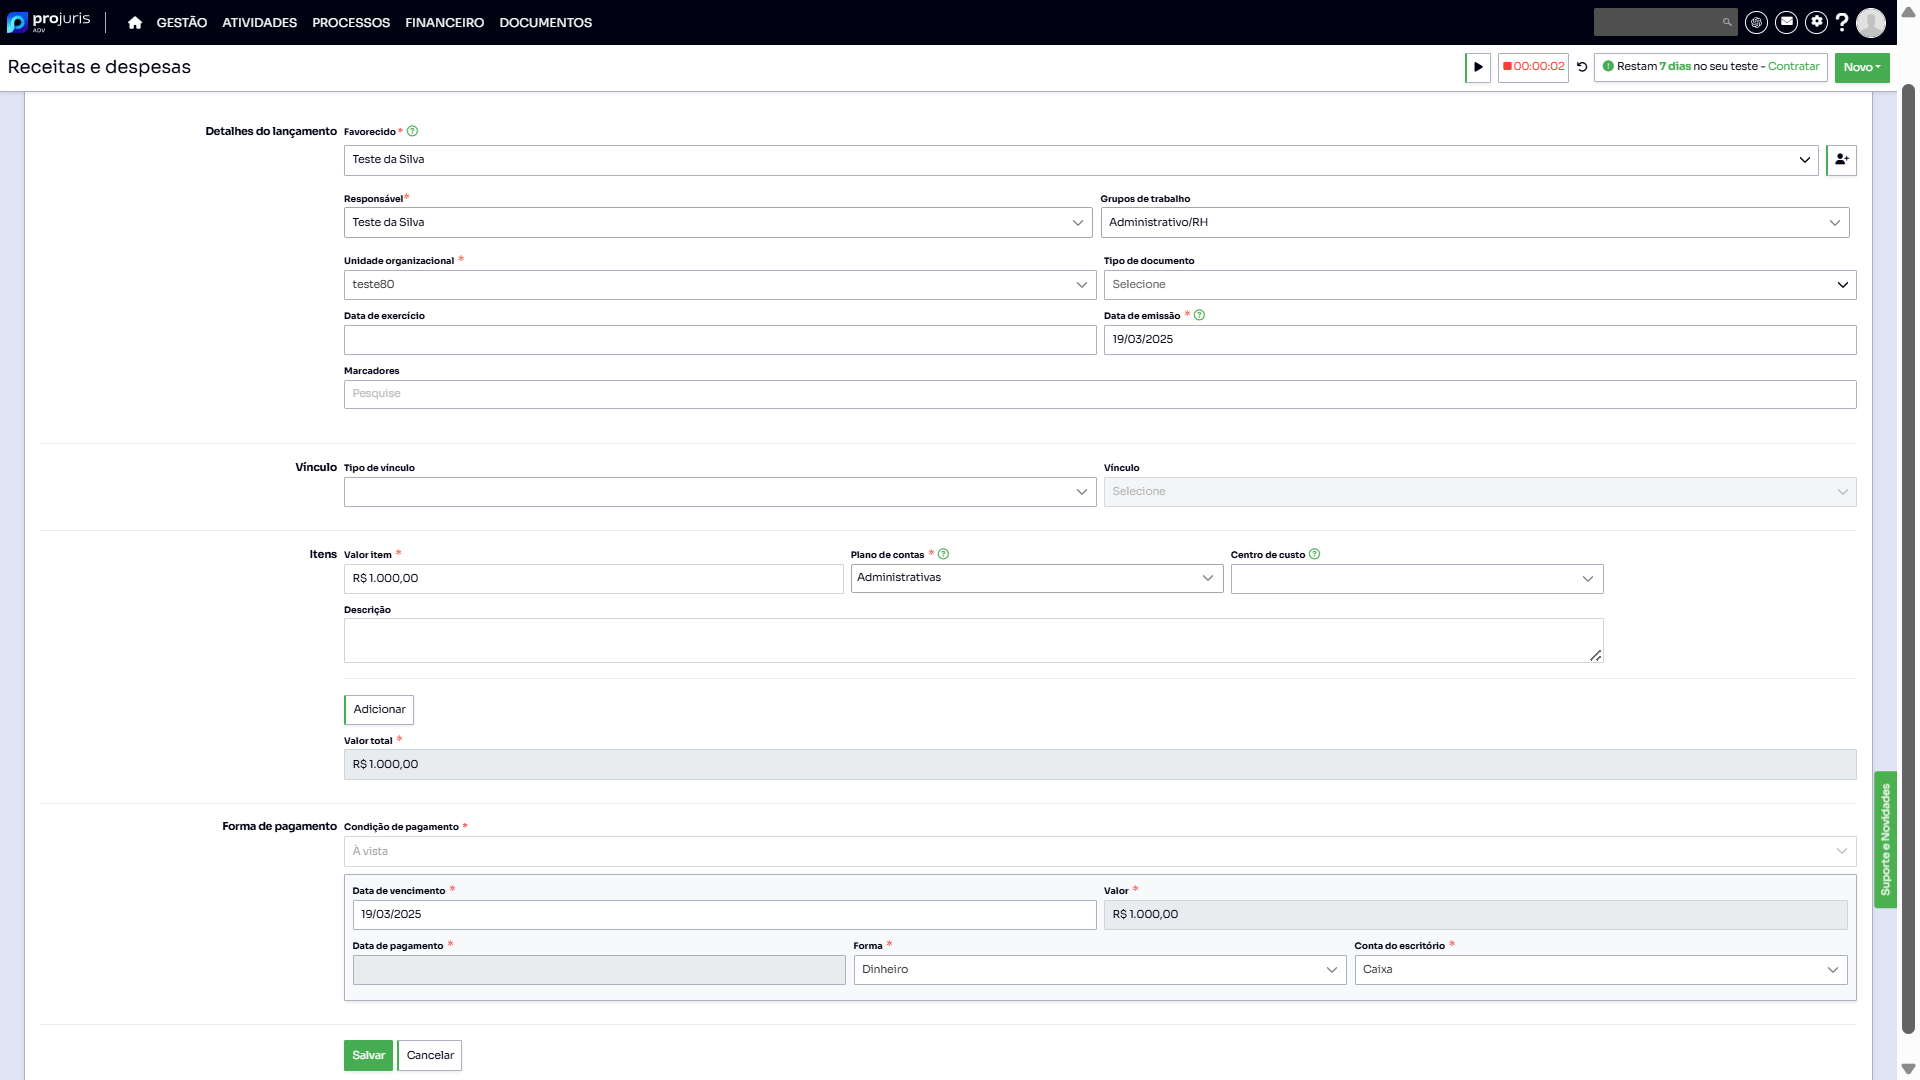 projuris
ADV
GESTÃO ATIVIDADES PROCESSOS FINANCEIRO DOCUMENTOS
Receitas e despesas
00:00:02
Restam 7 dias no seu teste - Contratar
Novo
Detalhes do lançamento
Favorecido * ?
Teste da Silva
Responsável* Grupos de trabalho
Teste da Silva Administrativo/RH
Unidade organizacional * Tipo de documento
teste80 Selecione
Data de exercício Data de emissão * ?
19/03/2025
Marcadores
Pesquise
Vínculo
Tipo de vínculo Vínculo
Selecione
Itens
Valor item * Plano de contas * ? Centro de custo ?
R$ 1.000,00 Administrativas
Descrição
Adicionar
Valor total *
R$ 1.000,00
Forma de pagamento
Condição de pagamento *
À vista
Data de vencimento * Valor *
19/03/2025 R$ 1.000,00
Data de pagamento * Forma * Conta do escritório *
Dinheiro Caixa
Salvar Cancelar
Suporte e Novidades